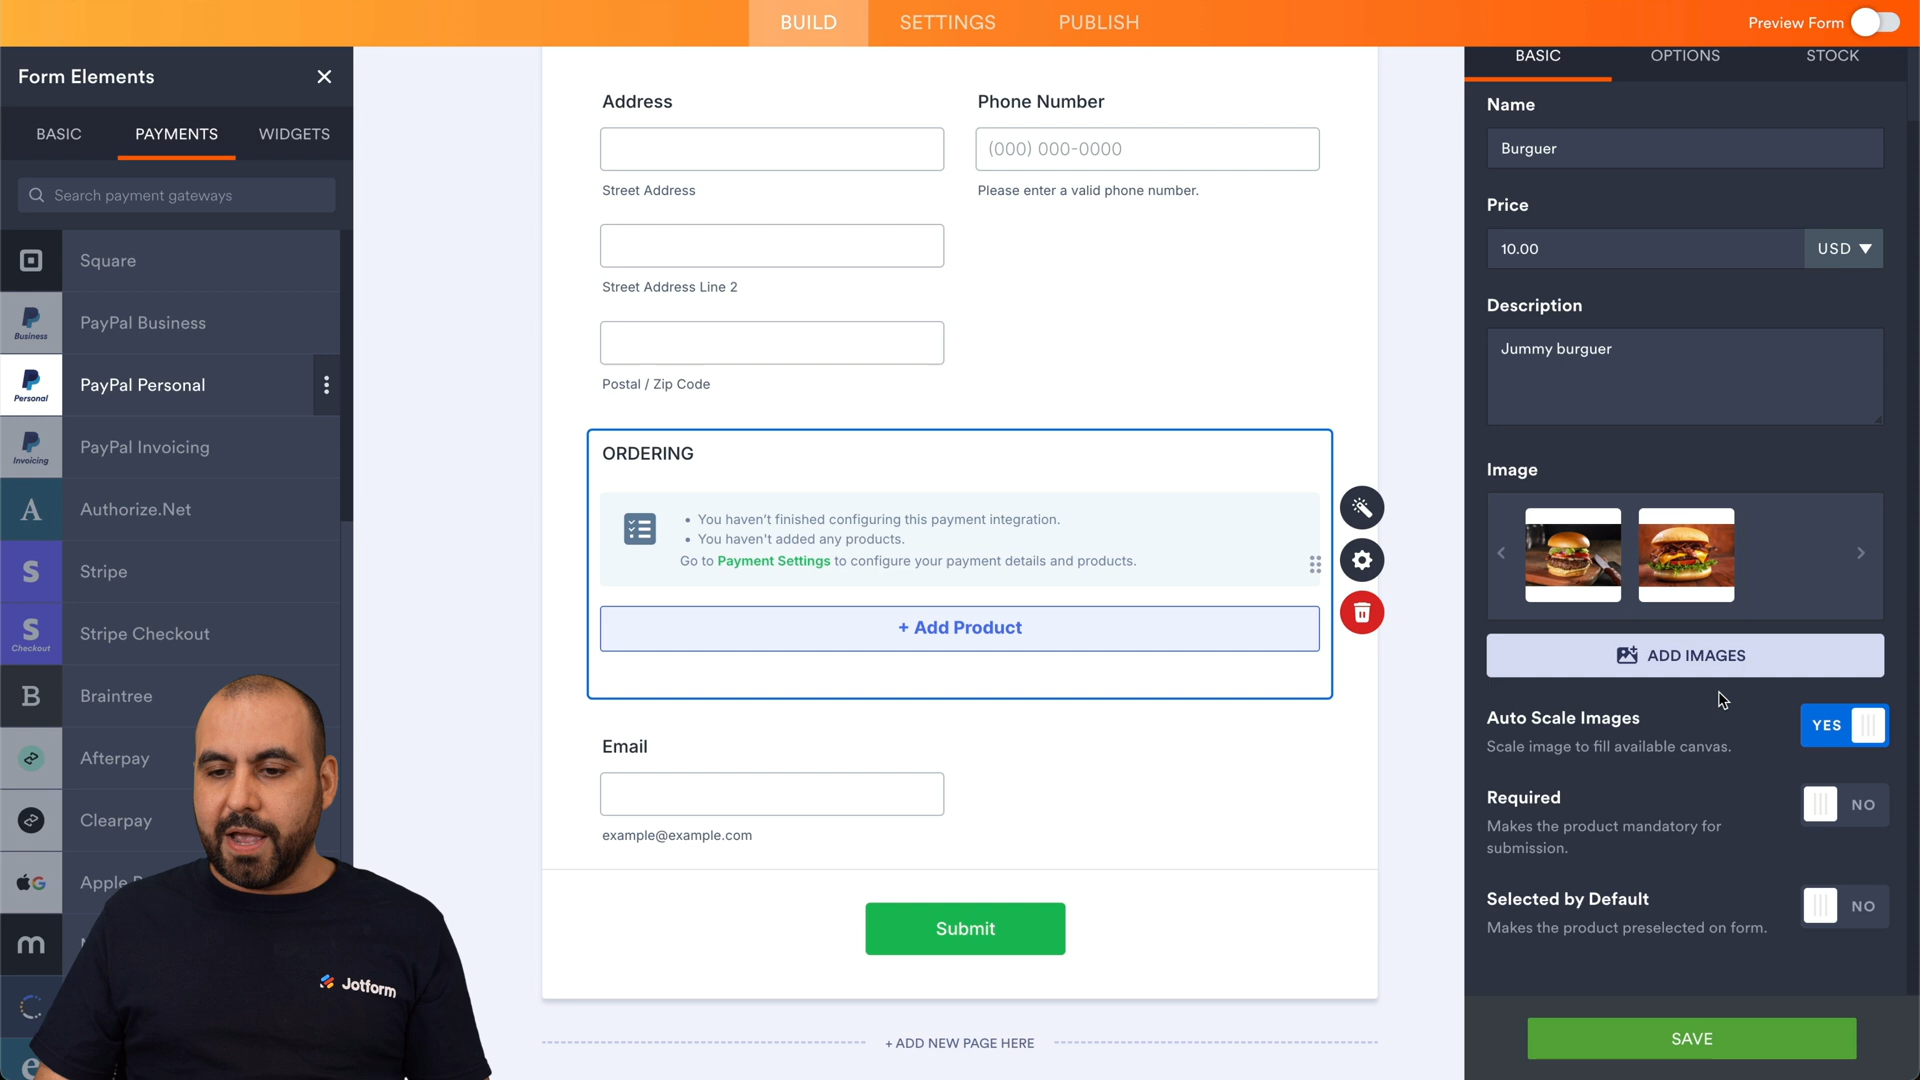 BUILD
SETTINGS
PUBLISH
Preview Form
Form Elements
BASIC
PAYMENTS
WIDGETS
Search payment gateways
Square
Business
PayPal Business
Personal
PayPal Personal
Invoicing
PayPal Invoicing
A
Authorize.Net
S
Stripe
S
Checkout
Stripe Checkout
B
Braintree
Afterpay
Clearpay
G
Apple
Jotform
Address
Street Address
Street Address Line 2
Postal / Zip Code
Phone Number
(000) 000-0000
Please enter a valid phone number.
ORDERING
• You haven't finished configuring this payment integration.
• You haven't added any products.
Go to Payment Settings to configure your payment details and products.
+ Add Product
Email
example@example.com
Submit
+ ADD NEW PAGE HERE
BASIC
OPTIONS
STOCK
Name
Burguer
Price
10.00
USD
Description
Jummy burguer
Image
ADD IMAGES
Auto Scale Images
YES
Scale image to fill available canvas.
Required
NO
Makes the product mandatory for
submission.
Selected by Default
NO
Makes the product preselected on form.
SAVE